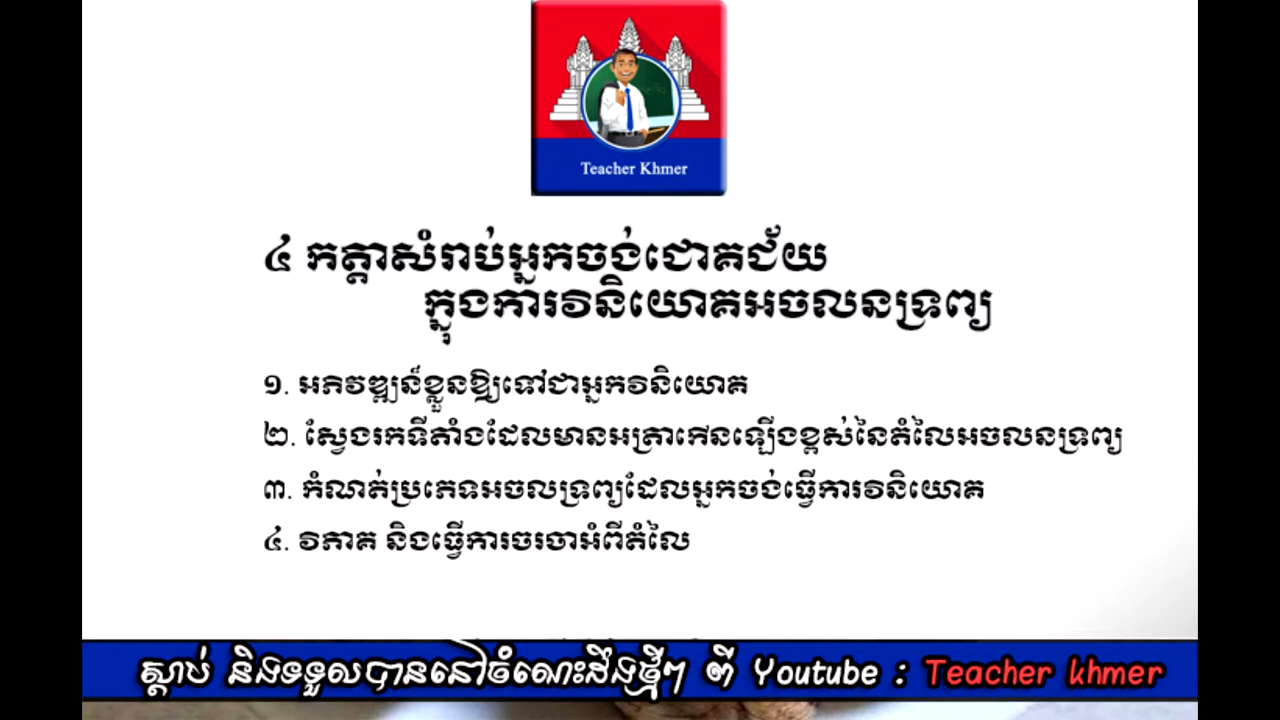 Teacher Khmer
៤ កត្តាសំរាប់អ្នកចង់ជោគជ័យ
ក្នុងការវិនិយោគអចលនទ្រព្យ
១. អភិវឌ្ឍន៍ខ្លួនឱ្យទៅជាអ្នកវិនិយោគ
២. ស្វែងរកទីតាំងដែលមានអត្រាកើនឡើងខ្ពស់នៃតំលៃអចលនទ្រព្យ
៣. កំណត់ប្រភេទអចលទ្រព្យដែលអ្នកចង់ធ្វើការវិនិយោគ
៤. វិភាគ និងធ្វើការចរចាអំពីតំលៃ
ស្តាប់ និងទទួលបាននៅចំណេះដឹងថ្មីៗ ពី Youtube : Teacher khmer